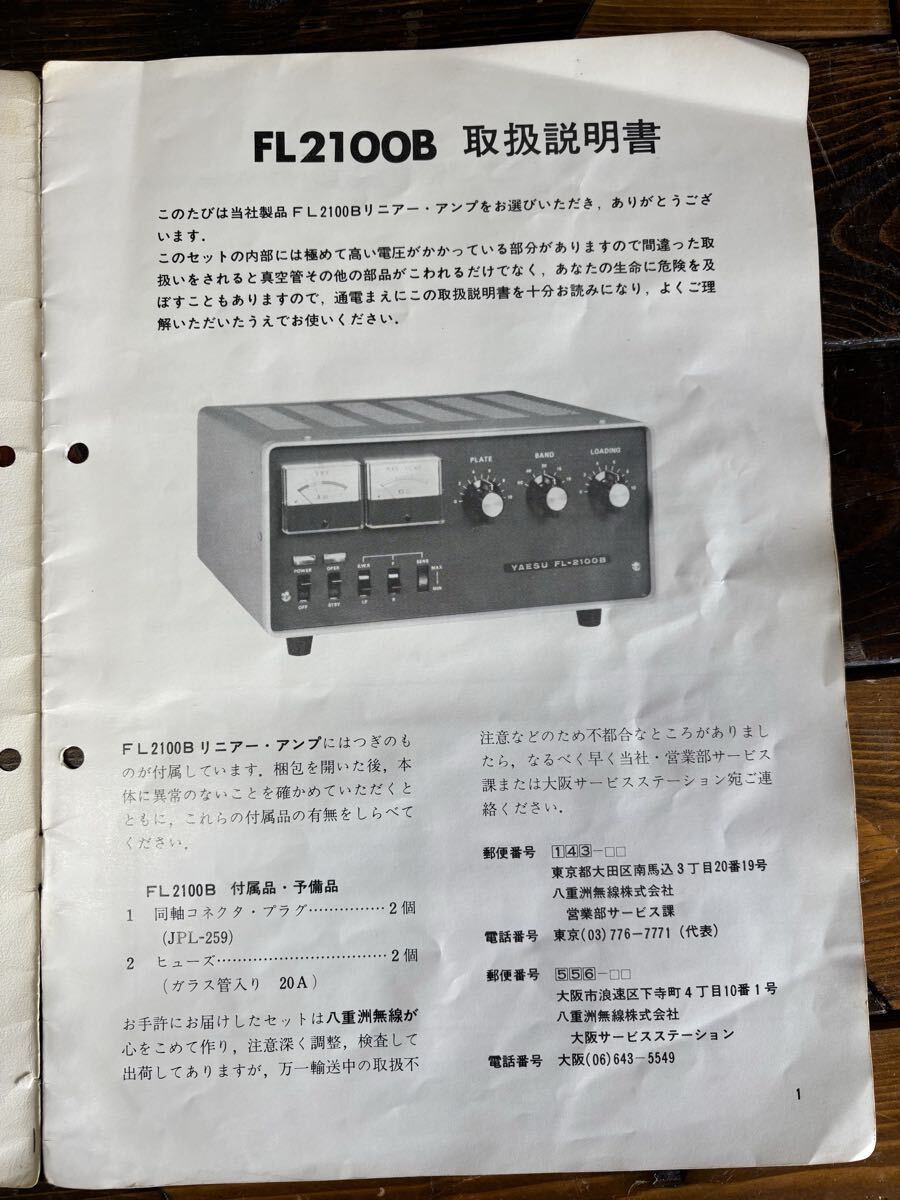 FL2100B 取扱説明書
このたびは当社製品FL2100Bリニアー・アンプをお選びいただき，ありがとうござ
います．
このセットの内部には極めて高い電圧がかかっている部分がありますので間違った取
扱いをされると真空管その他の部品がこわれるだけでなく，あなたの生命に危険を及
ぼすこともありますので，通電まえにこの取扱説明書を十分お読みになり，よくご理
解いただいたうえでお使いください．
PLATE
BAND
LOADING
POWER
OPER
S.W.R
F
SENS
MAX
OFF
STBY
R
MIN
YAESU FL-2100B
FL2100Bリニアー・アンプにはつぎのも
のが付属しています．梱包を開いた後，本
体に異常のないことを確かめていただくと
ともに，これらの付属品の有無をしらべて
ください．
FL2100B 付属品・予備品
1 同軸コネクタ・プラグ……………2個
(JPL-259)
2 ヒューズ……………………………2個
(ガラス管入り 20A)
お手許にお届けしたセットは八重洲無線が
心をこめて作り，注意深く調整，検査して
出荷してありますが，万一輸送中の取扱不
注意などのため不都合なところがありまし
たら，なるべく早く当社・営業部サービス
課または大阪サービスステーション宛ご連
絡ください．
郵便番号 143-□□
東京都大田区南馬込3丁目20番19号
八重洲無線株式会社
営業部サービス課
電話番号 東京(03)776-7771（代表）
郵便番号 556-□□
大阪市浪速区下寺町4丁目10番1号
八重洲無線株式会社
大阪サービスステーション
電話番号 大阪(06)643-5549
1